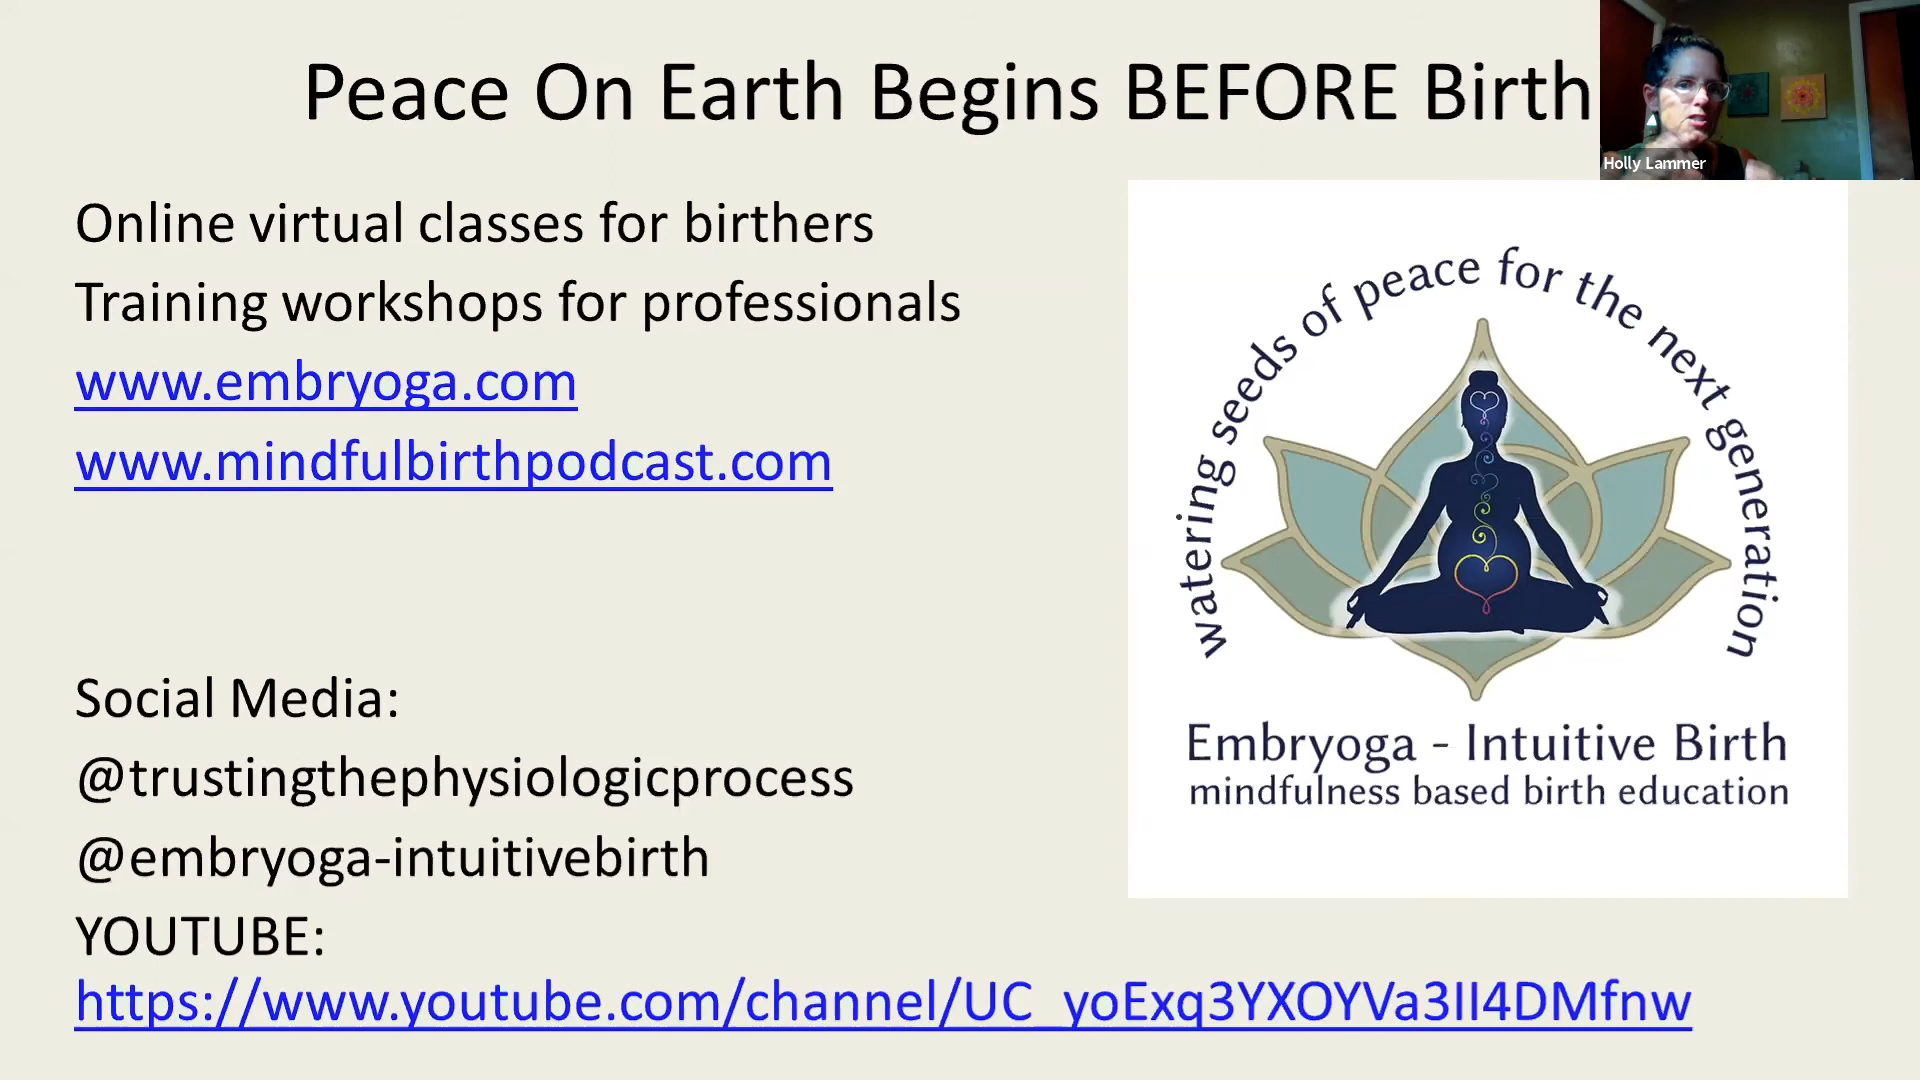 Peace On Earth Begins BEFORE Birth
Holly Lammer
Online virtual classes for birthers
Training workshops for professionals
www.embryoga.com
www.mindfulbirthpodcast.com
Social Media:
@trustingthephysiologicprocess
@embryoga-intuitivebirth
YOUTUBE:
https://www.youtube.com/channel/UC_yoExq3YXOYVa3II4DMfnw
watering seeds of peace for the next generation
Embryoga - Intuitive Birth
mindfulness based birth education